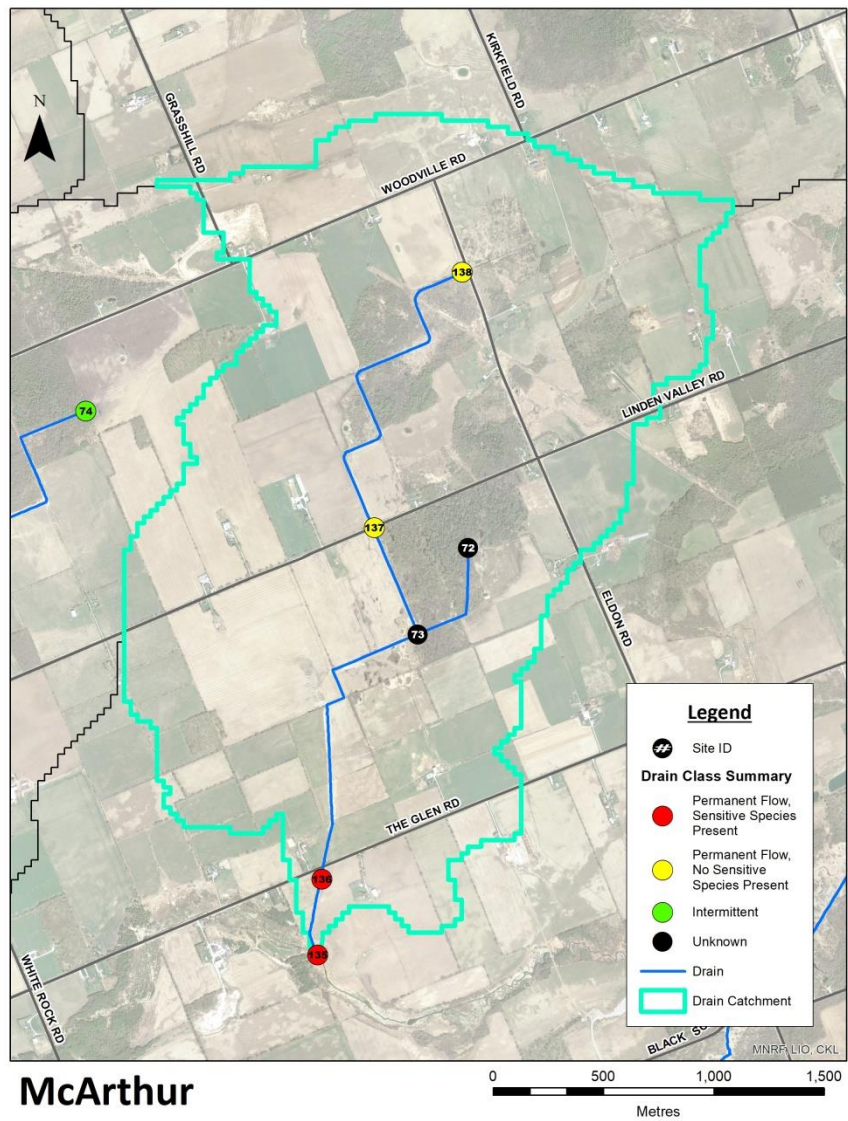 N
GRASSHILL RD
KIRKFIELD RD
WOODVILLE RD
138
LINDEN VALLEY RD
74
137
72
73
ELDON RD
THE GLEN RD
136
135
WHITE ROCK RD
Legend
# Site ID
Drain Class Summary
Permanent Flow,
Sensitive Species
Present
Permanent Flow,
No Sensitive
Species Present
Intermittent
Unknown
Drain
Drain Catchment
BLACK
MNRF, LIO, CKL
McArthur
0 500 1,000 1,500
Metres